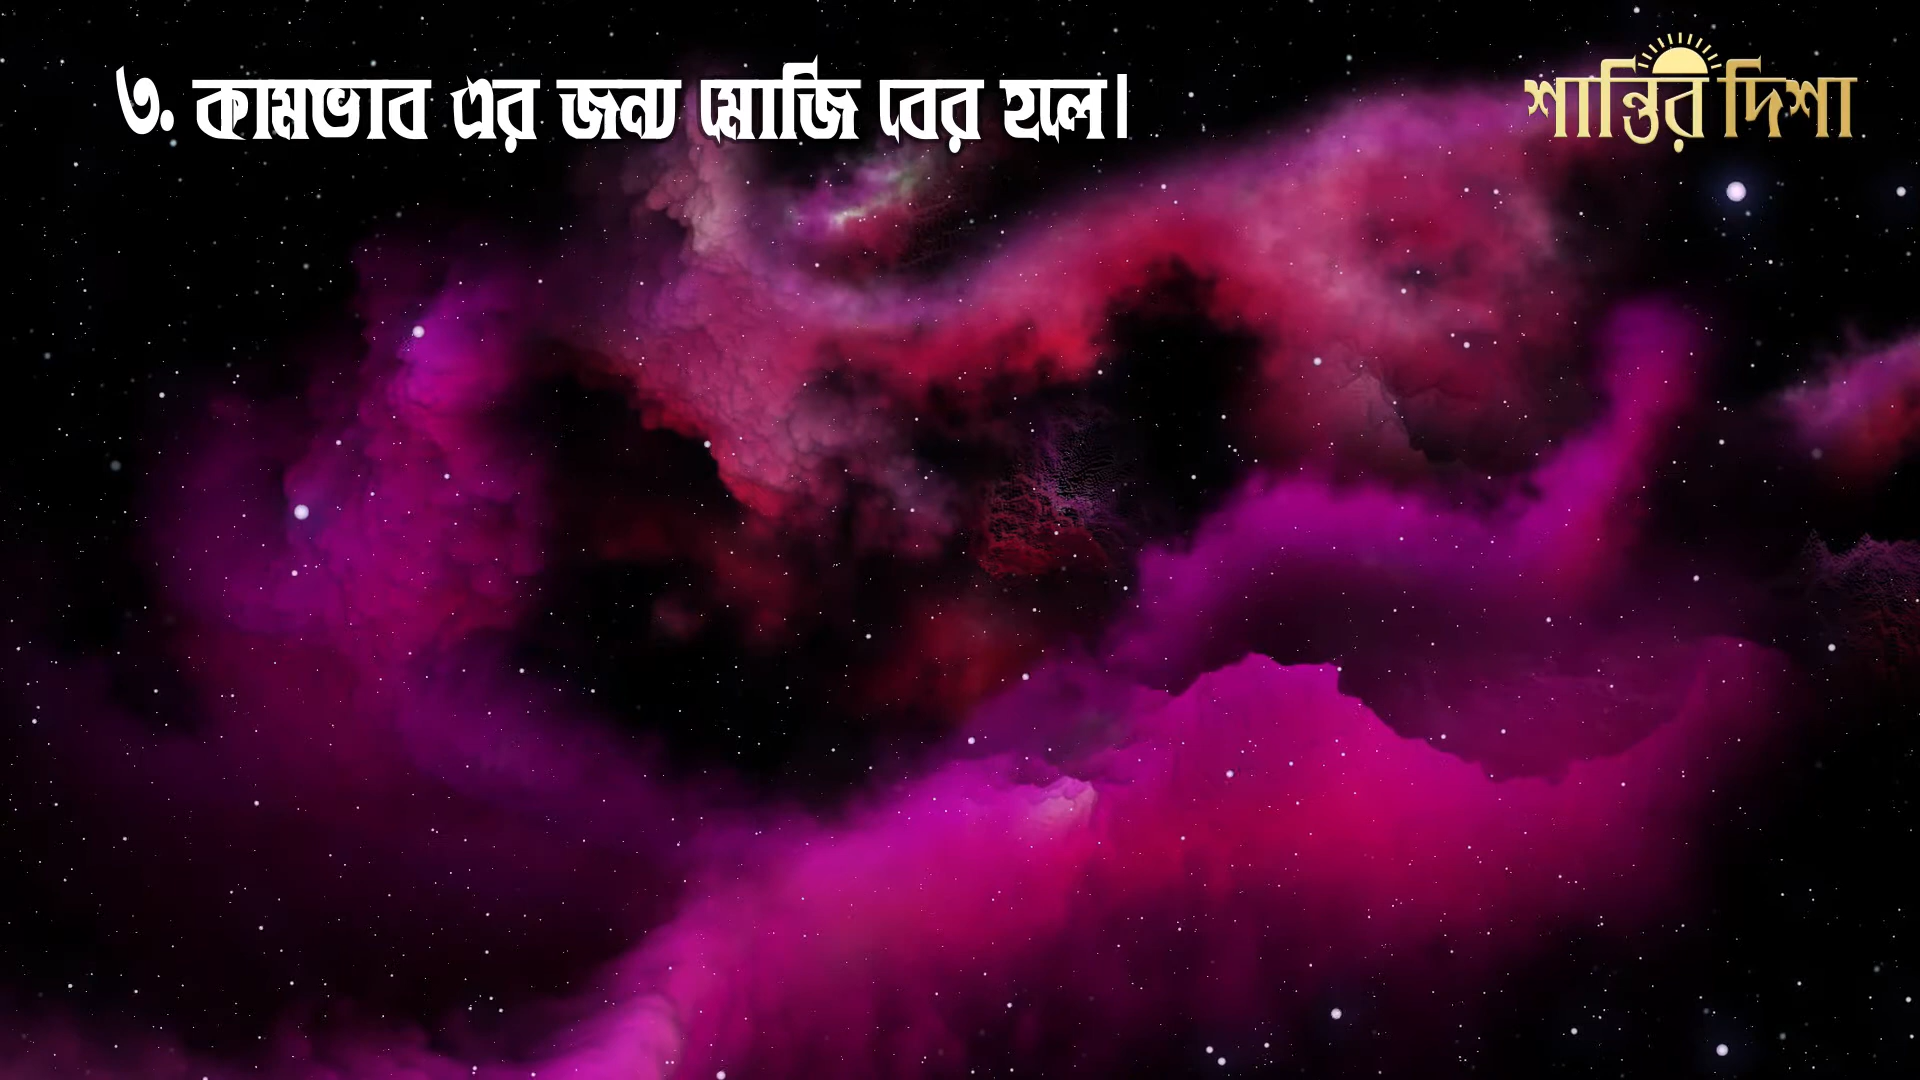 ৩. কামভাব এর জন্য মোজি বের হলে।
শান্তির দিশা